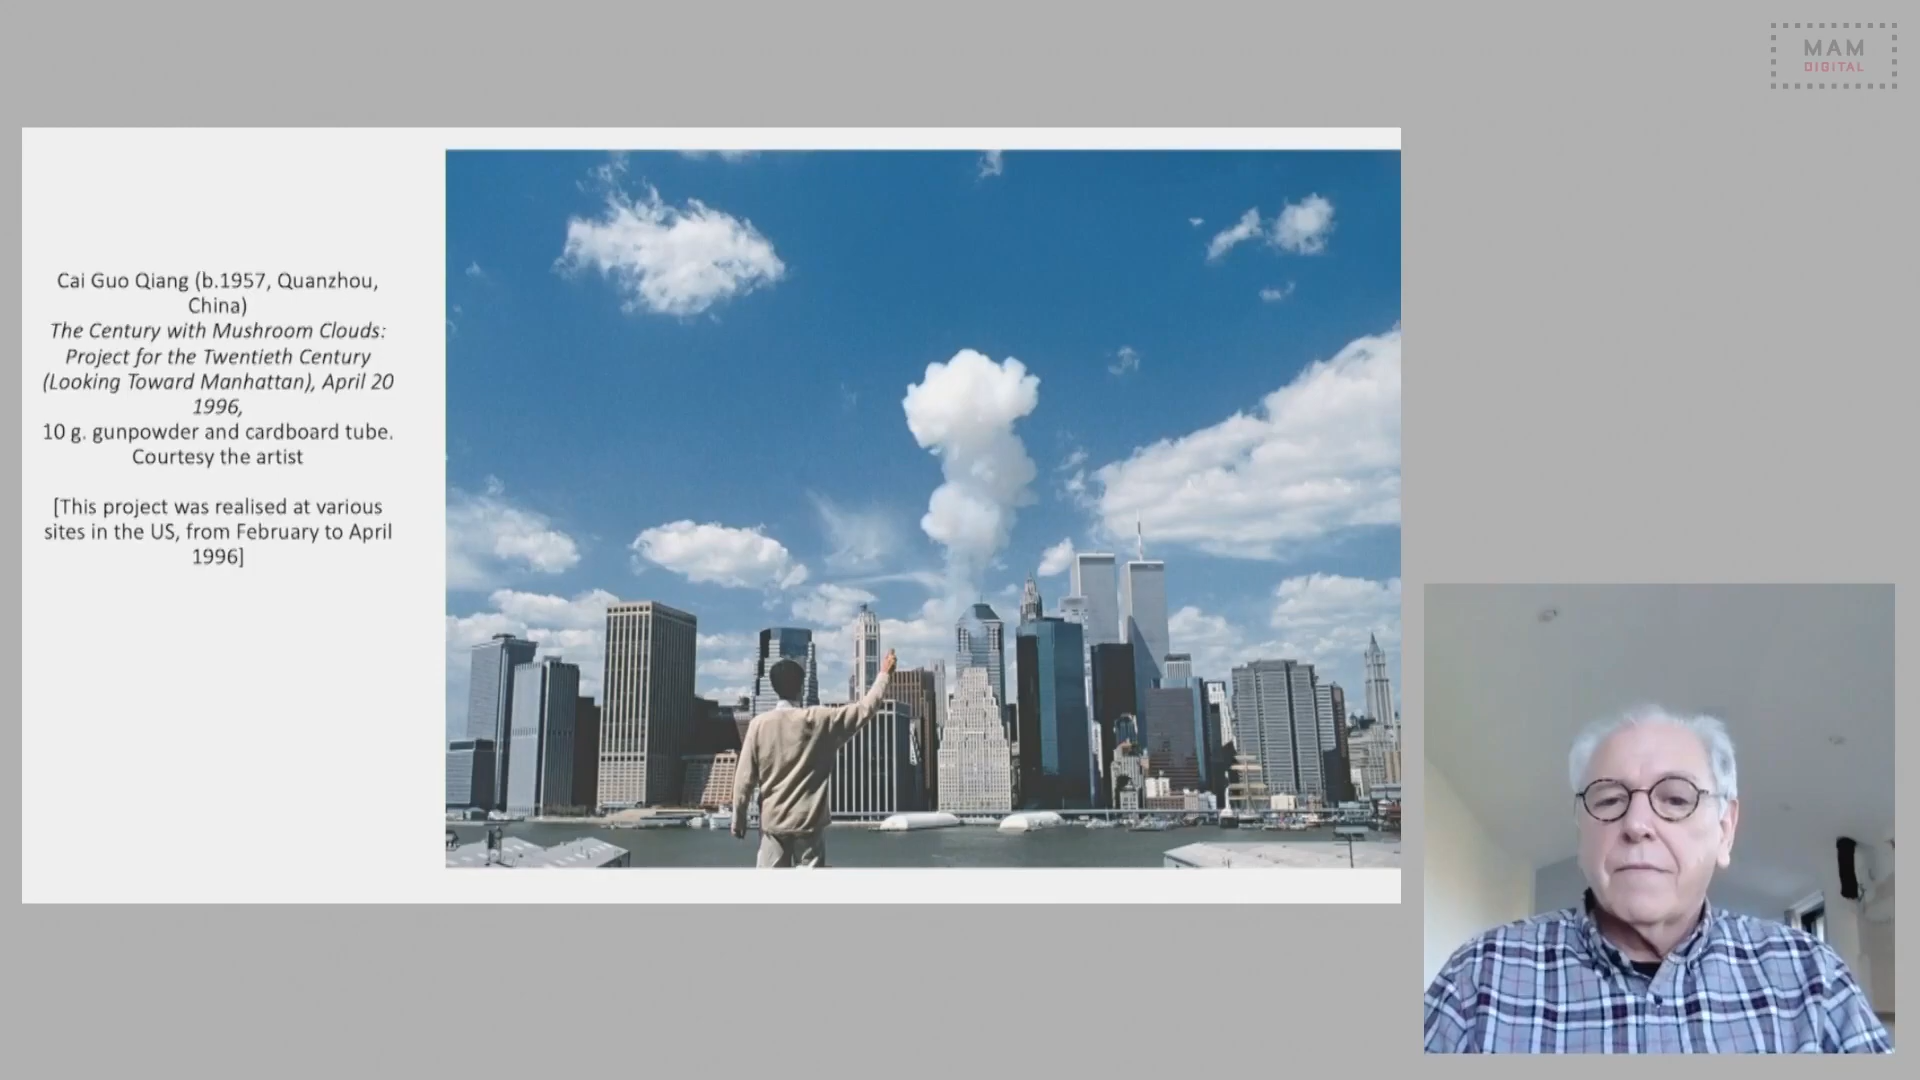 MAM
DIGITAL
Cai Guo Qiang (b.1957, Quanzhou,
China)
The Century with Mushroom Clouds:
Project for the Twentieth Century
(Looking Toward Manhattan), April 20
1996,
10 g. gunpowder and cardboard tube.
Courtesy the artist
[This project was realised at various
sites in the US, from February to April
1996]